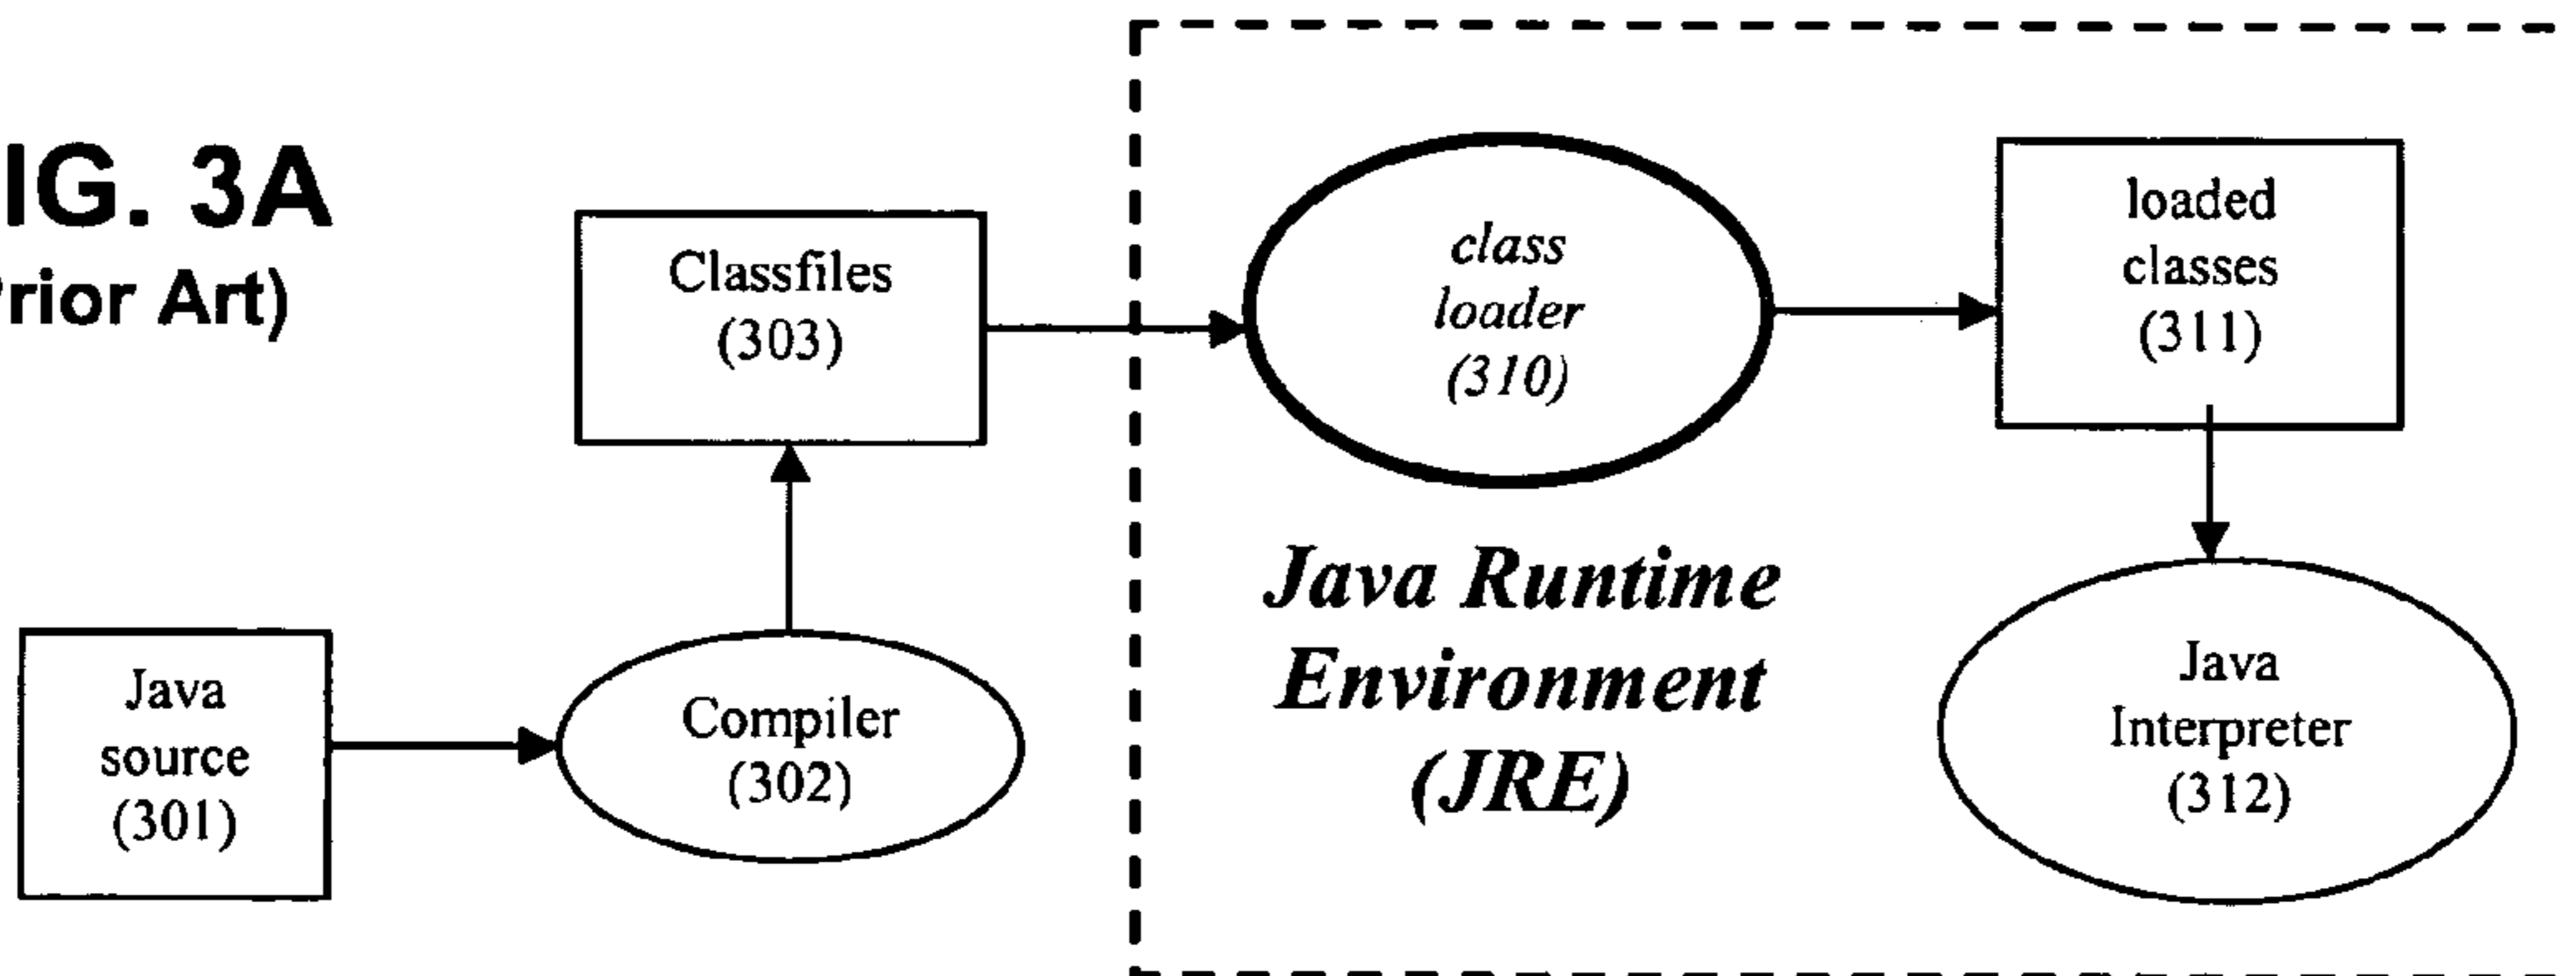 IG. 3A
rior Art)
Classfiles
(303)
class
loader
(310)
loaded
classes
(311)
Java
source
(301)
Compiler
(302)
Java Runtime
Environment
(JRE)
Java
Interpreter
(312)